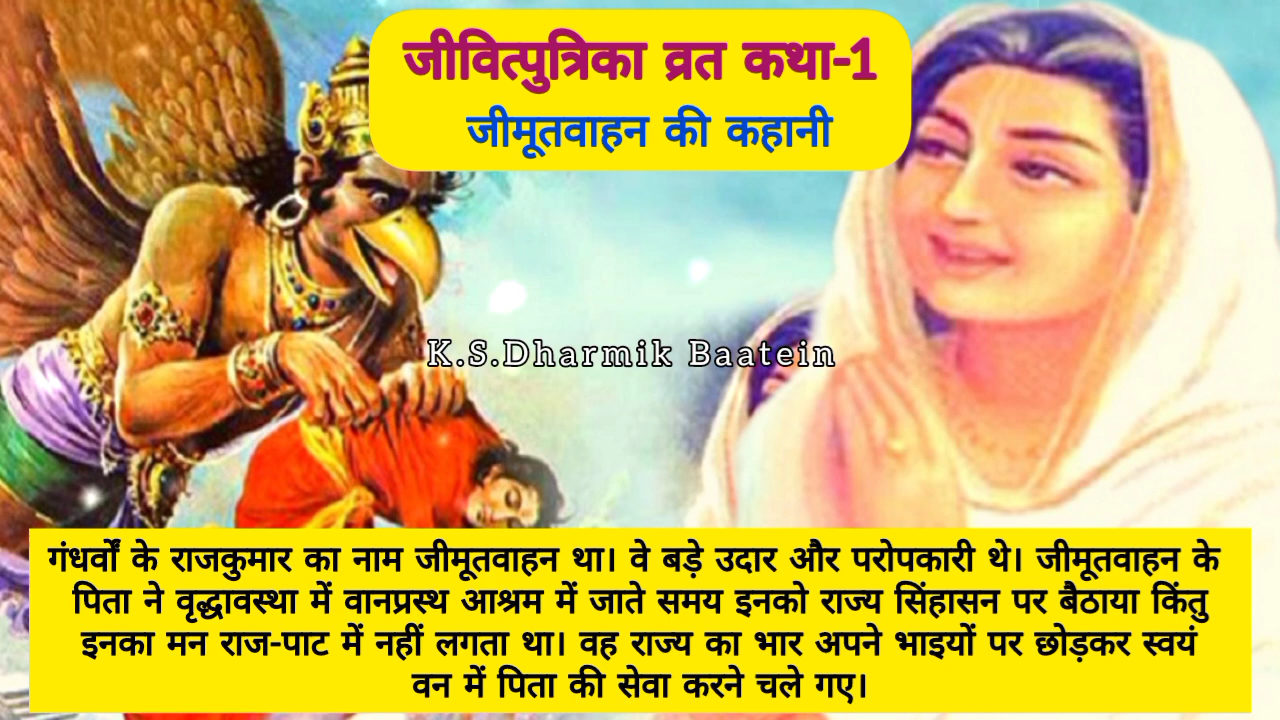 जीवित्पुत्रिका व्रत कथा-1
जीमूतवाहन की कहानी
K.S.Dharmik Baatein
गंधर्वों के राजकुमार का नाम जीमूतवाहन था। वे बड़े उदार और परोपकारी थे। जीमूतवाहन के
पिता ने वृद्धावस्था में वानप्रस्थ आश्रम में जाते समय इनको राज्य सिंहासन पर बैठाया किंतु
इनका मन राज-पाट में नहीं लगता था। वह राज्य का भार अपने भाइयों पर छोड़कर स्वयं
वन में पिता की सेवा करने चले गए।